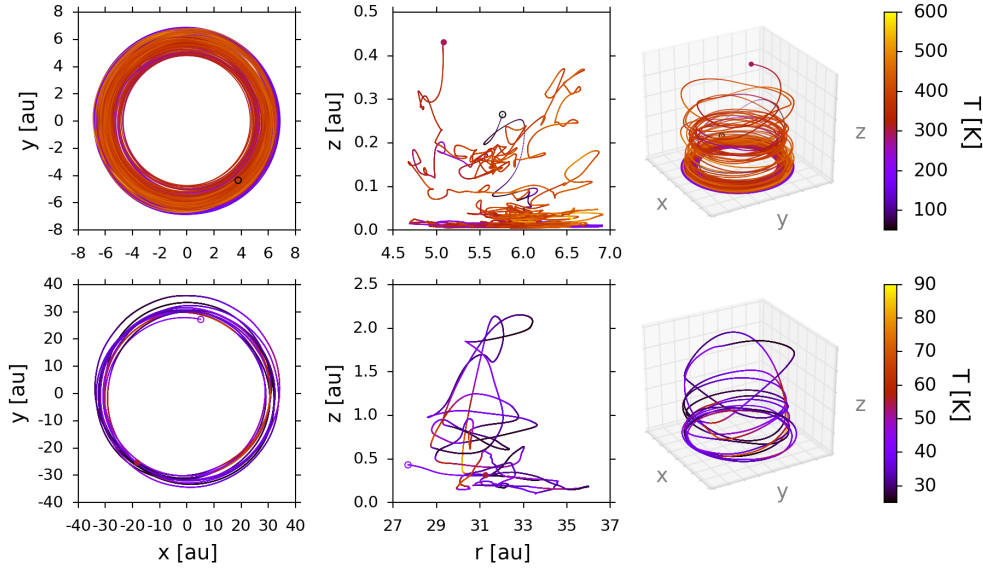 y [au]
8
6
4
2
0
−2
−4
−6
−8
−8 −6 −4 −2 0 2 4 6 8
z [au]
0.5
0.4
0.3
0.2
0.1
0.0
4.5 5.0 5.5 6.0 6.5 7.0
x
y
z
600
500
400
300
200
100
T [K]
y [au]
40
30
20
10
0
−10
−20
−30
−40
−40 −30 −20 −10 0 10 20 30 40
x [au]
z [au]
2.5
2.0
1.5
1.0
0.5
0.0
27 29 31 33 35 37
r [au]
x
y
z
90
80
70
60
50
40
30
T [K]